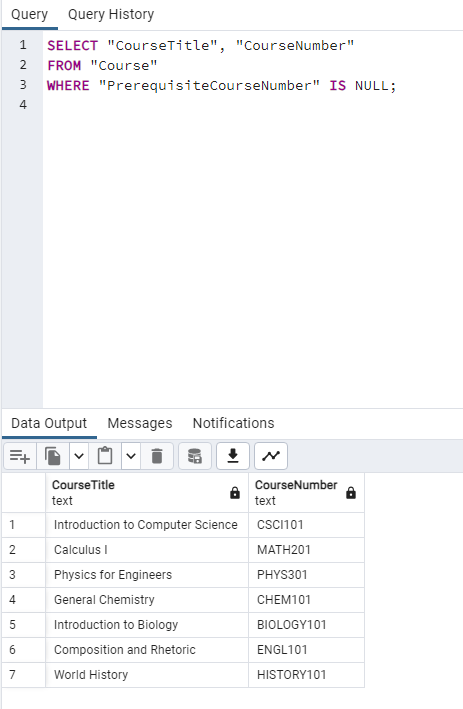 Query Query History
1 SELECT "CourseTitle", "CourseNumber"
2 FROM "Course"
3 WHERE "PrerequisiteCourseNumber" IS NULL;
4
Data Output Messages Notifications
CourseTitle CourseNumber
text text
1 Introduction to Computer Science CSCI101
2 Calculus I MATH201
3 Physics for Engineers PHYS301
4 General Chemistry CHEM101
5 Introduction to Biology BIOLOGY101
6 Composition and Rhetoric ENGL101
7 World History HISTORY101